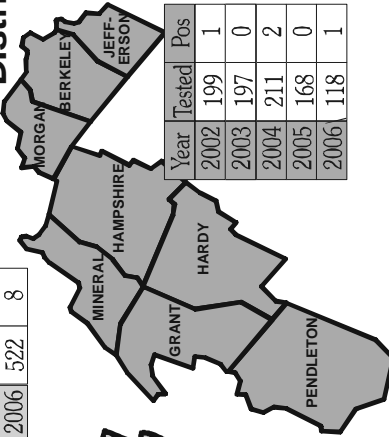 Distr
2006 522 8
MORGAN
BERKELEY
JEFF-
ERSON
HAMPSHIRE
MINERAL
HARDY
GRANT
PENDLETON
Year Tested Pos
2002 199 1
2003 197 0
2004 211 2
2005 168 0
2006 118 1